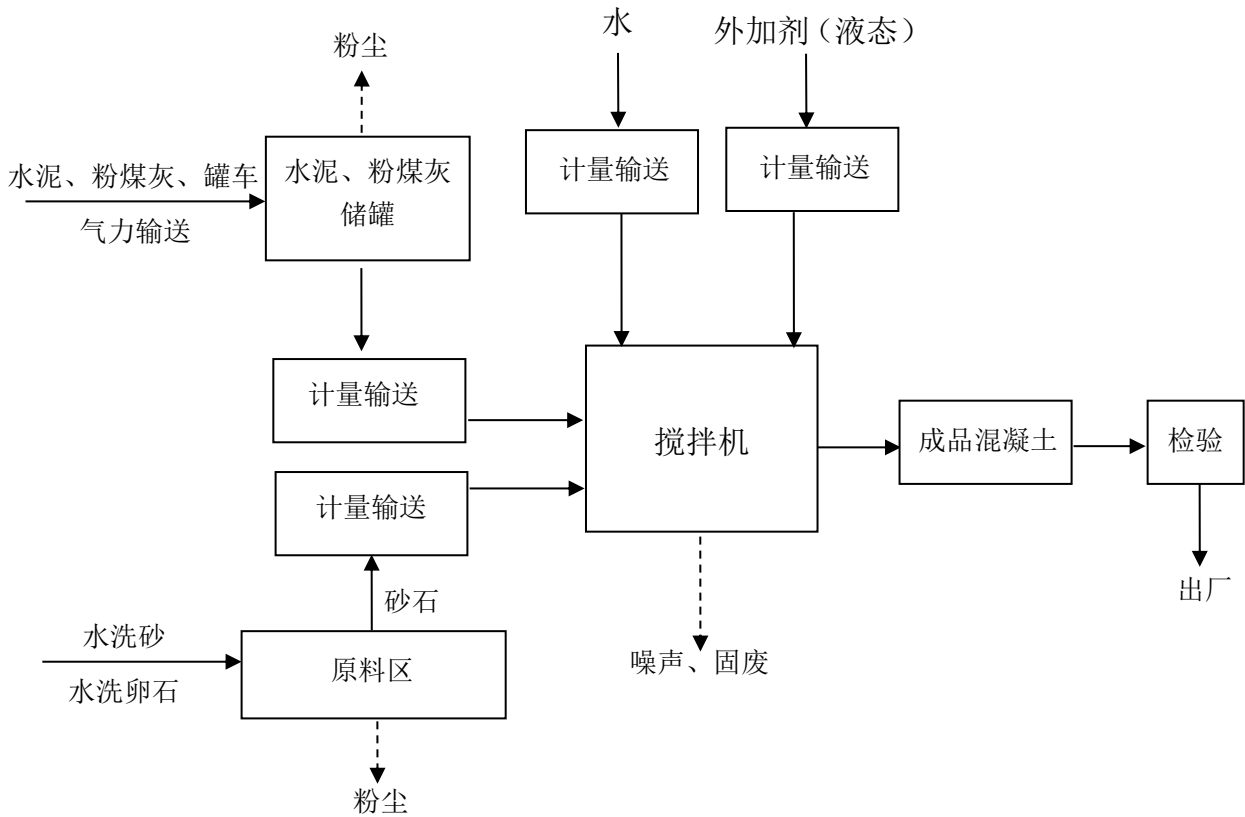 水
外加剂（液态）
粉尘
水泥、粉煤灰、罐车
气力输送
水泥、粉煤灰
储罐
计量输送
计量输送
计量输送
计量输送
搅拌机
成品混凝土
检验
出厂
砂石
水洗砂
水洗卵石
原料区
噪声、固废
粉尘